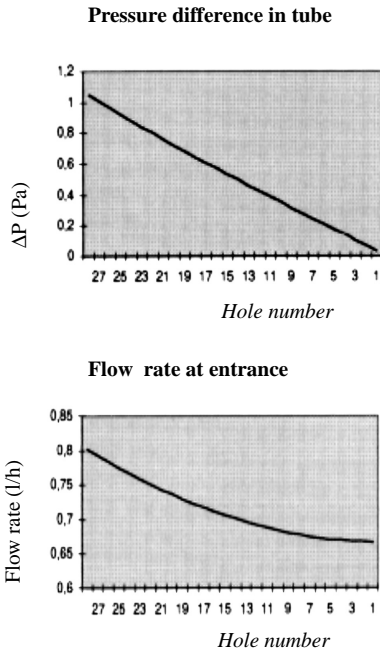 Pressure difference in tube
1,2
1
0.8
0.6
0.4
0.2
0
ΔP (Pa)
27 25 23 21 19 17 15 13 11 9 7 5 3 1
Hole number
Flow rate at entrance
0,85
0,8
0,75
0,7
0,65
0,6
Flow rate (l/h)
27 25 23 21 19 17 15 13 11 9 7 5 3 1
Hole number